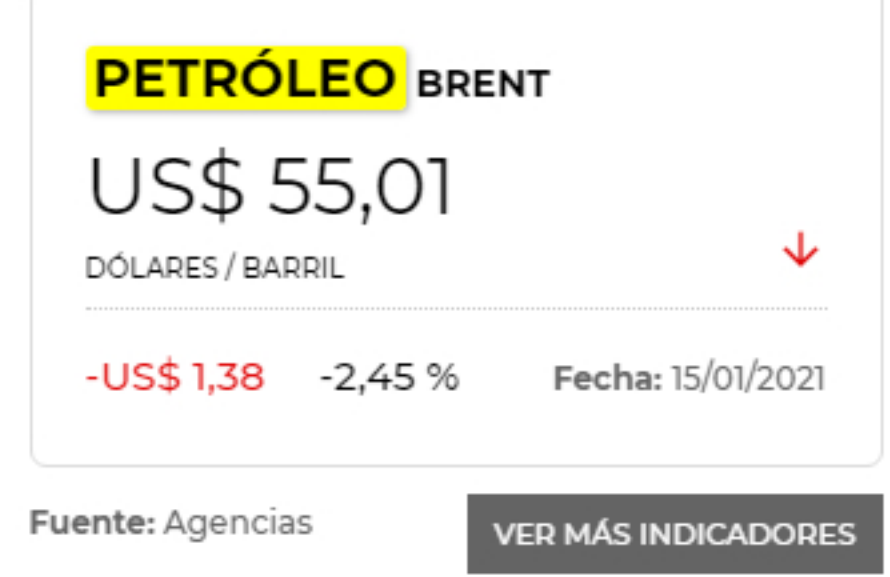 PETRÓLEO BRENT
US$ 55,01
DÓLARES / BARRIL
-US$ 1,38 -2,45 % Fecha: 15/01/2021
Fuente: Agencias
VER MÁS INDICADORES